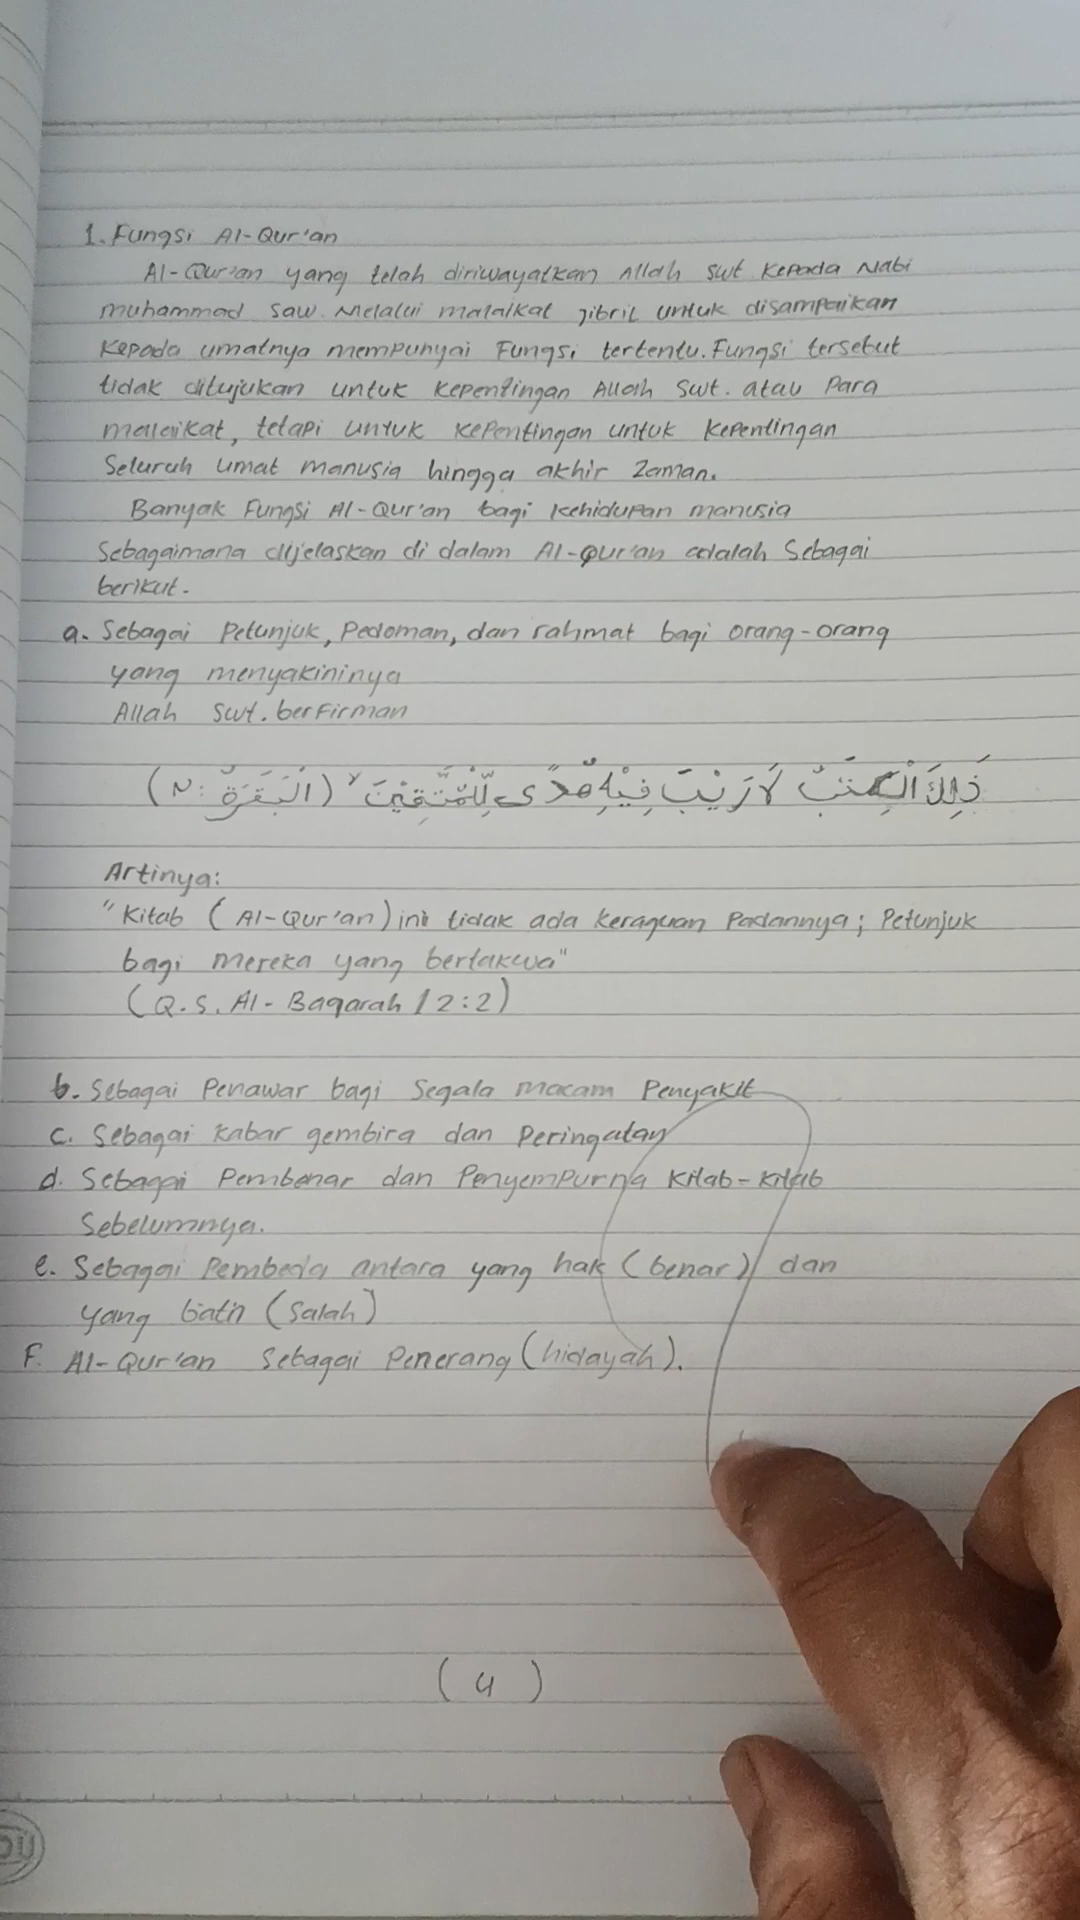 1. Fungsi Al-Qur'an
Al-Qur'an yang telah diriwayatkan Allah swt kepada Nabi
muhammad saw. melalui malaikat jibril untuk disampaikan
kepada umatnya mempunyai Fungsi tertentu. Fungsi tersebut
tidak ditujukan untuk kepentingan Allah swt. atau Para
malaikat, tetapi untuk kepentingan untuk kepentingan
Seluruh umat manusia hingga akhir Zaman.
Banyak Fungsi Al-Qur'an bagi kehidupan manusia
Sebagaimana dijelaskan di dalam Al-Qur'an adalah Sebagai
berikut.
a. Sebagai Petunjuk, Pedoman, dan rahmat bagi orang-orang
yang menyakininya
Allah swt. berfirman
ذَلِكَ الْكِتٰبُ لَا رَيْبَ فِيْهِ هُدًى لِّلْمُتَّقِيْنَ (الْبَقَرَةُ : ٢)
Artinya:
"Kitab (Al-Qur'an) ini tidak ada keraguan Padannya; Petunjuk
bagi mereka yang bertakwa"
(Q.S. Al-Baqarah / 2:2)
b. Sebagai Penawar bagi Segala macam Penyakit
c. Sebagai kabar gembira dan Peringatan
d. Sebagai Pembenar dan Penyempurna Kitab-Kitab
Sebelumnya.
e. Sebagai Pembeda antara yang hak (benar) dan
yang batil (Salah)
F. Al-Qur'an Sebagai Penerang (hidayah).
(4)